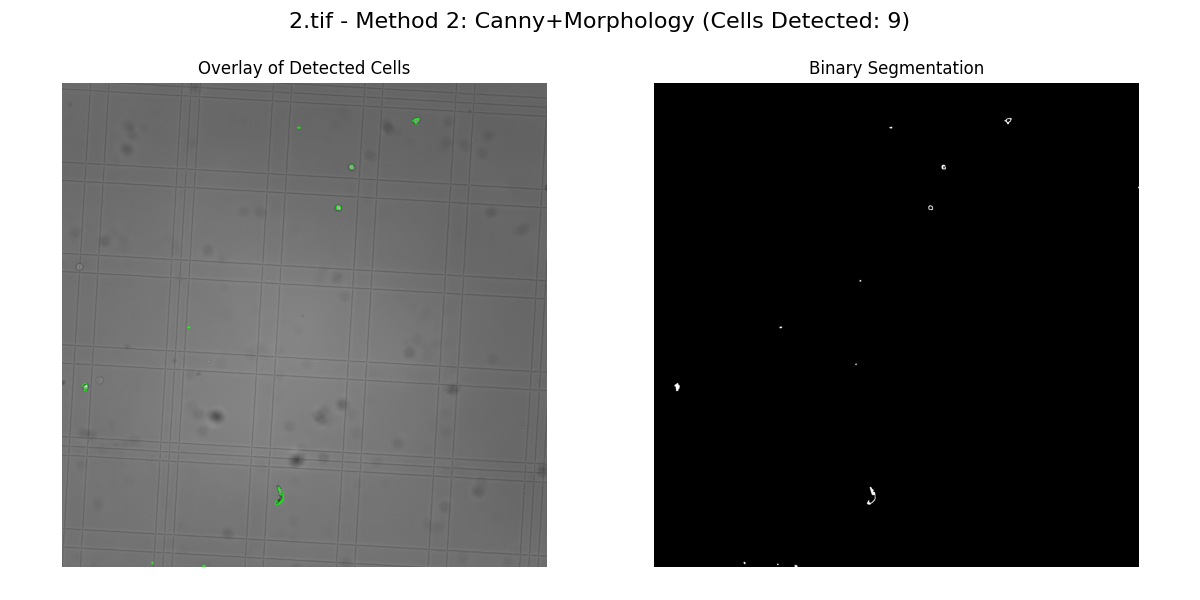 2.tif - Method 2: Canny+Morphology (Cells Detected: 9)
Overlay of Detected Cells
Binary Segmentation